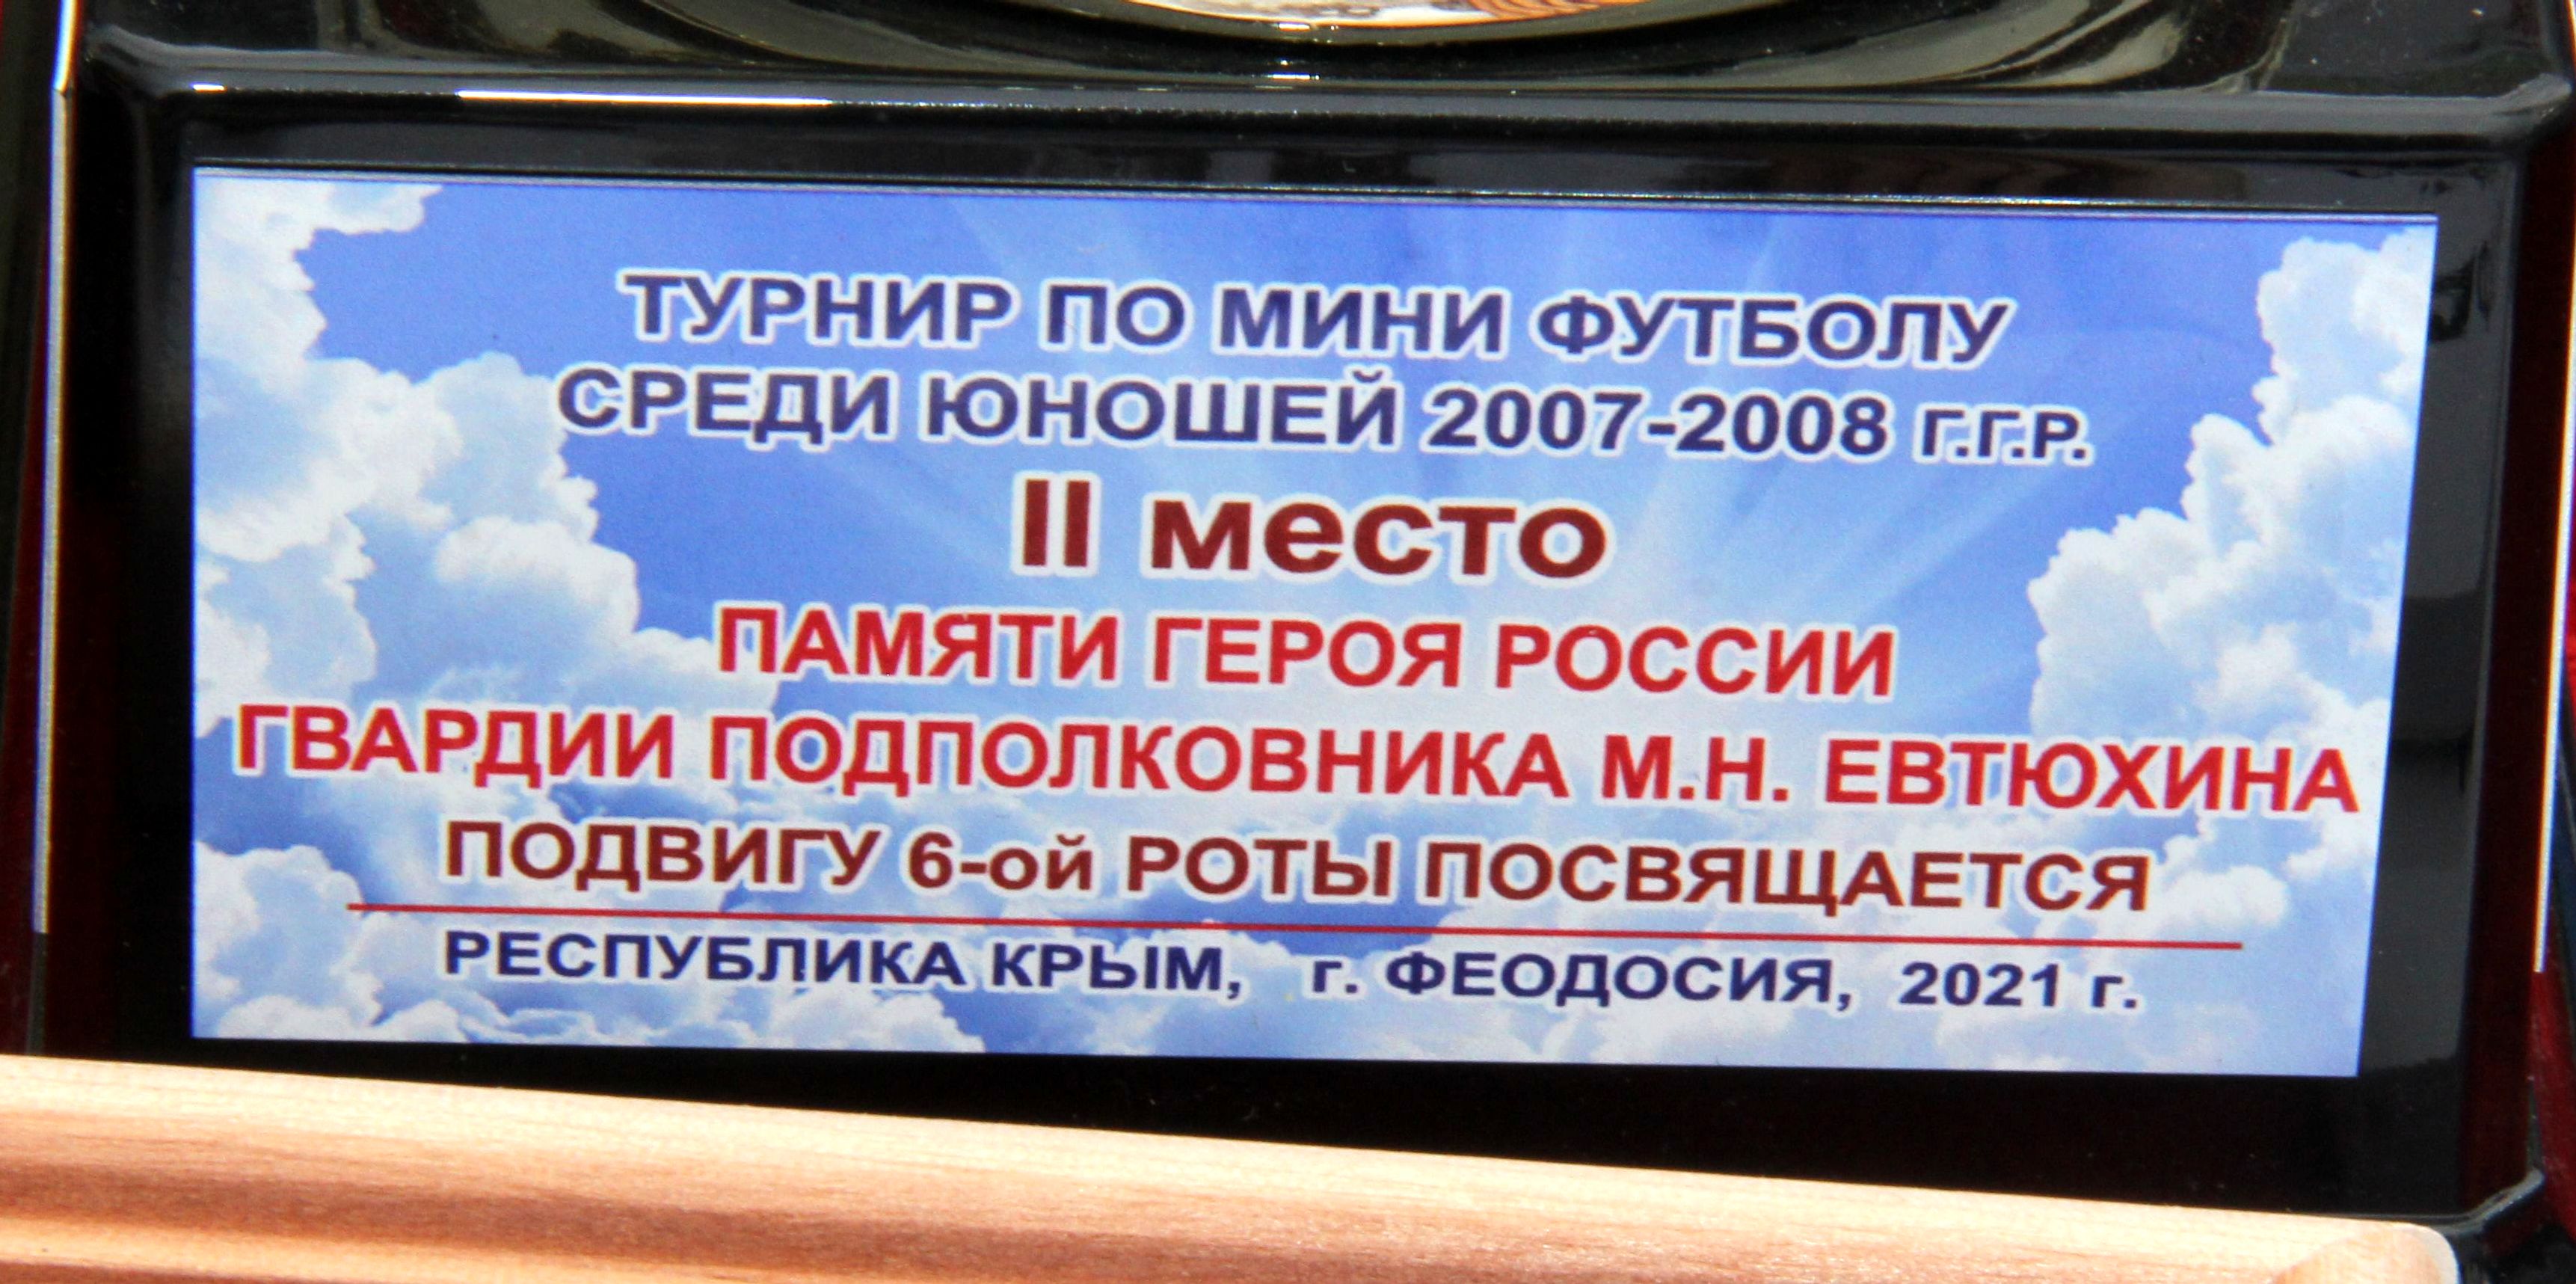 ТУРНИР ПО МИНИ ФУТБОЛУ
СРЕДИ ЮНОШЕЙ 2007-2008 Г.Г.Р.
II место
ПАМЯТИ ГЕРОЯ РОССИИ
ГВАРДИИ ПОДПОЛКОВНИКА М.Н. ЕВТЮХИНА
ПОДВИГУ 6-ой РОТЫ ПОСВЯЩАЕТСЯ
РЕСПУБЛИКА КРЫМ, г. ФЕОДОСИЯ, 2021 г.